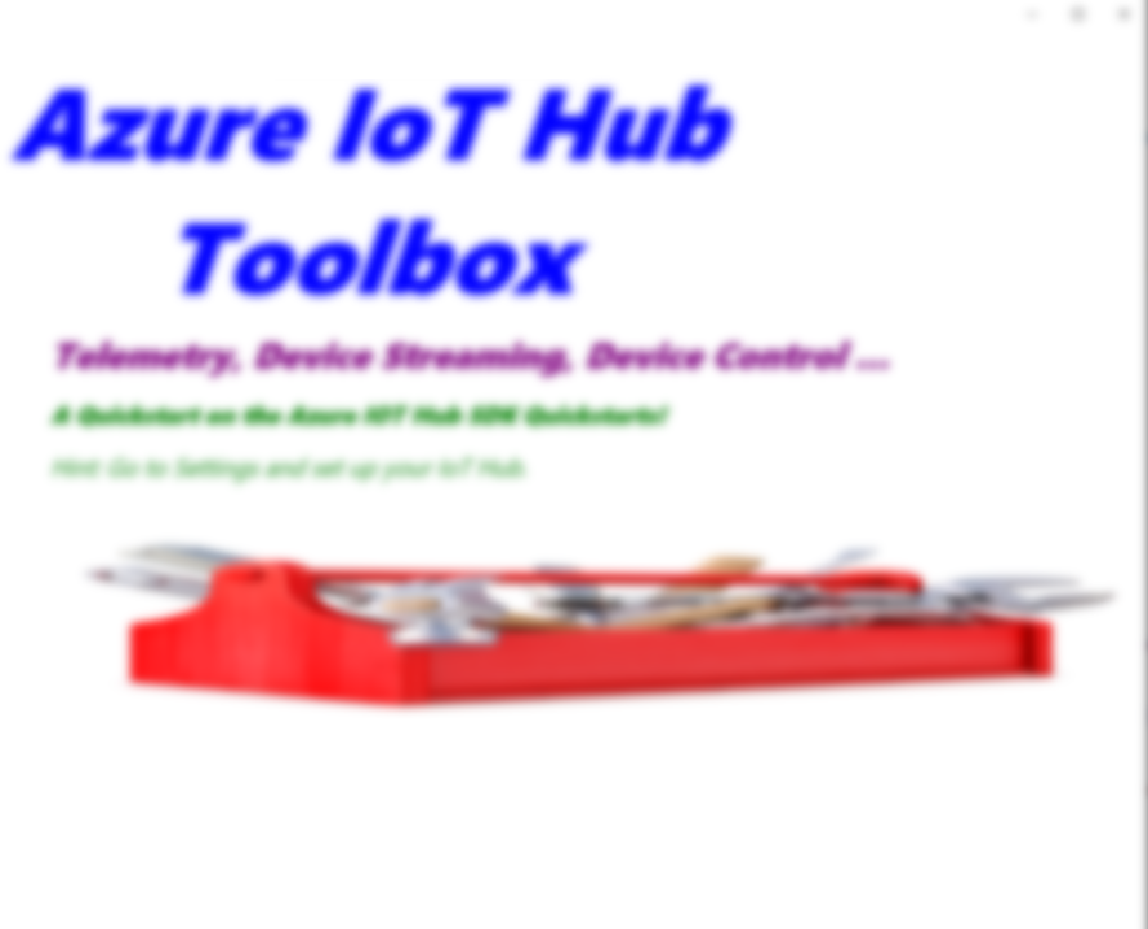 Azure IoT Hub
Toolbox
Telemetry, Device Streaming, Device Control ...
A Quickstart on the Azure IOT Hub SDK Quickstarts!
Hint: Go to Settings and set up your IoT Hub.